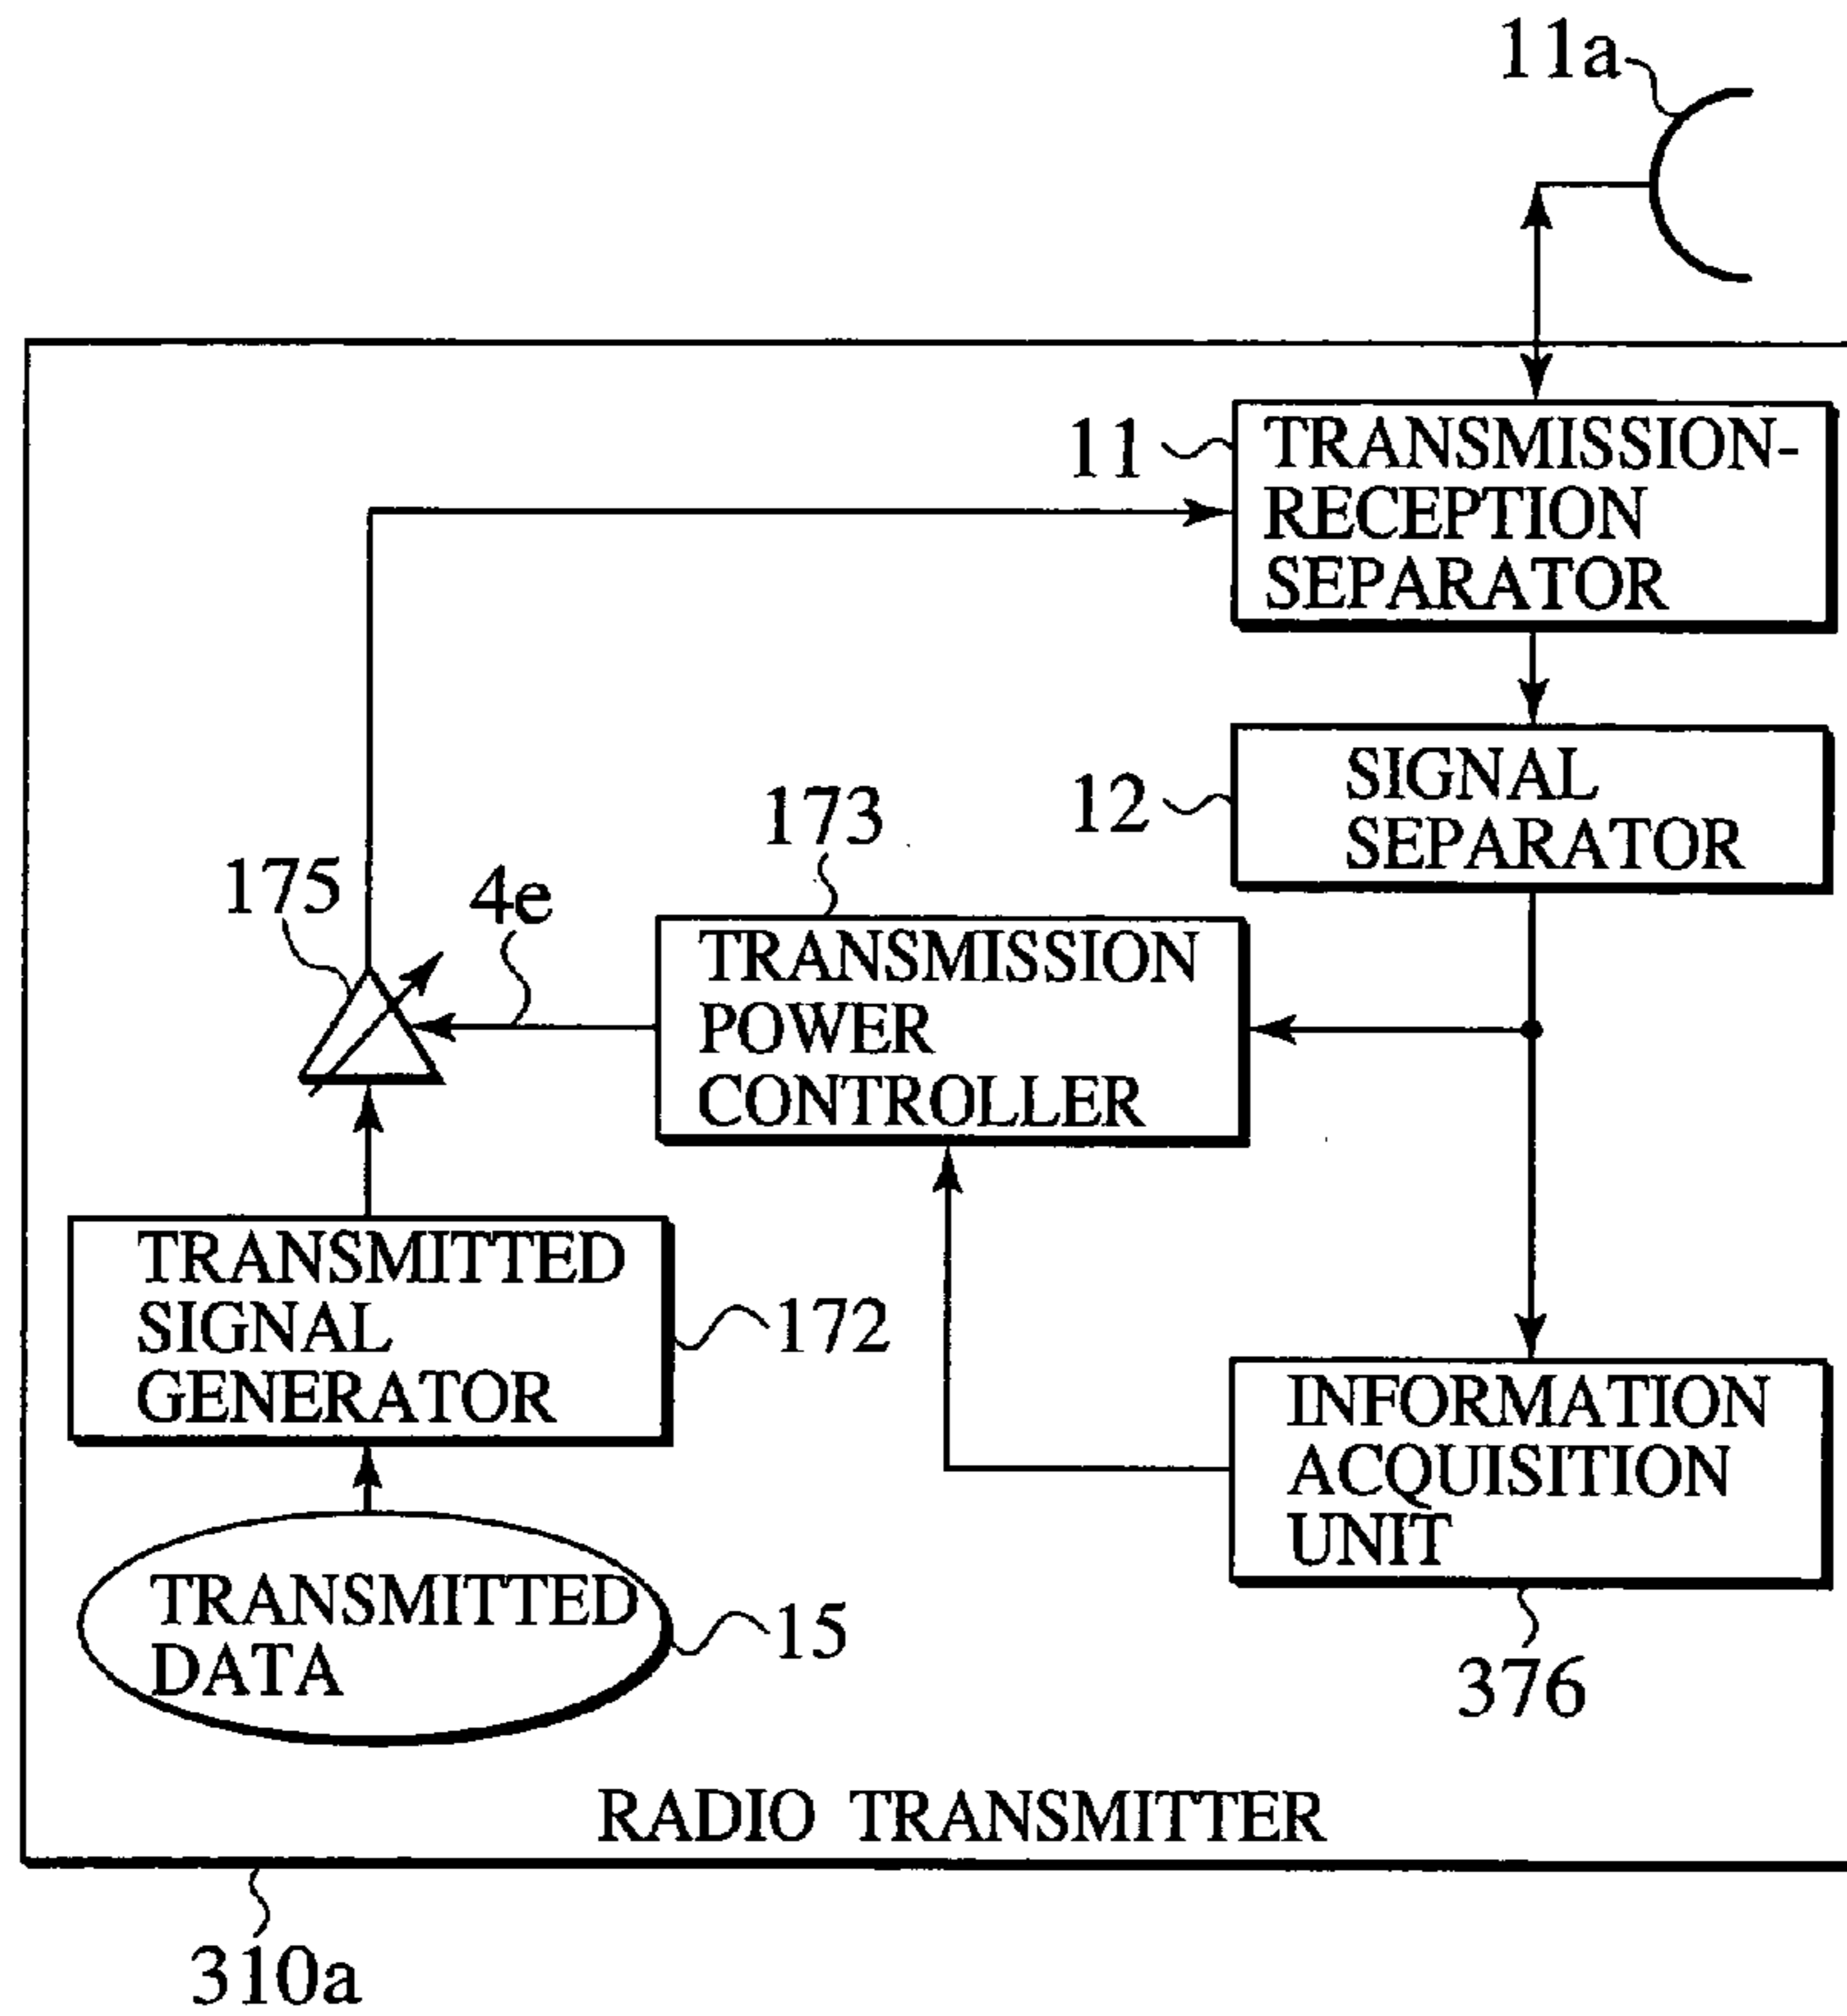 11a
11
TRANSMISSION-
RECEPTION
SEPARATOR
12
SIGNAL
SEPARATOR
173
175
4e
TRANSMISSION
POWER
CONTROLLER
TRANSMITTED
SIGNAL
GENERATOR
172
INFORMATION
ACQUISITION
UNIT
TRANSMITTED
DATA
15
376
RADIO TRANSMITTER
310a